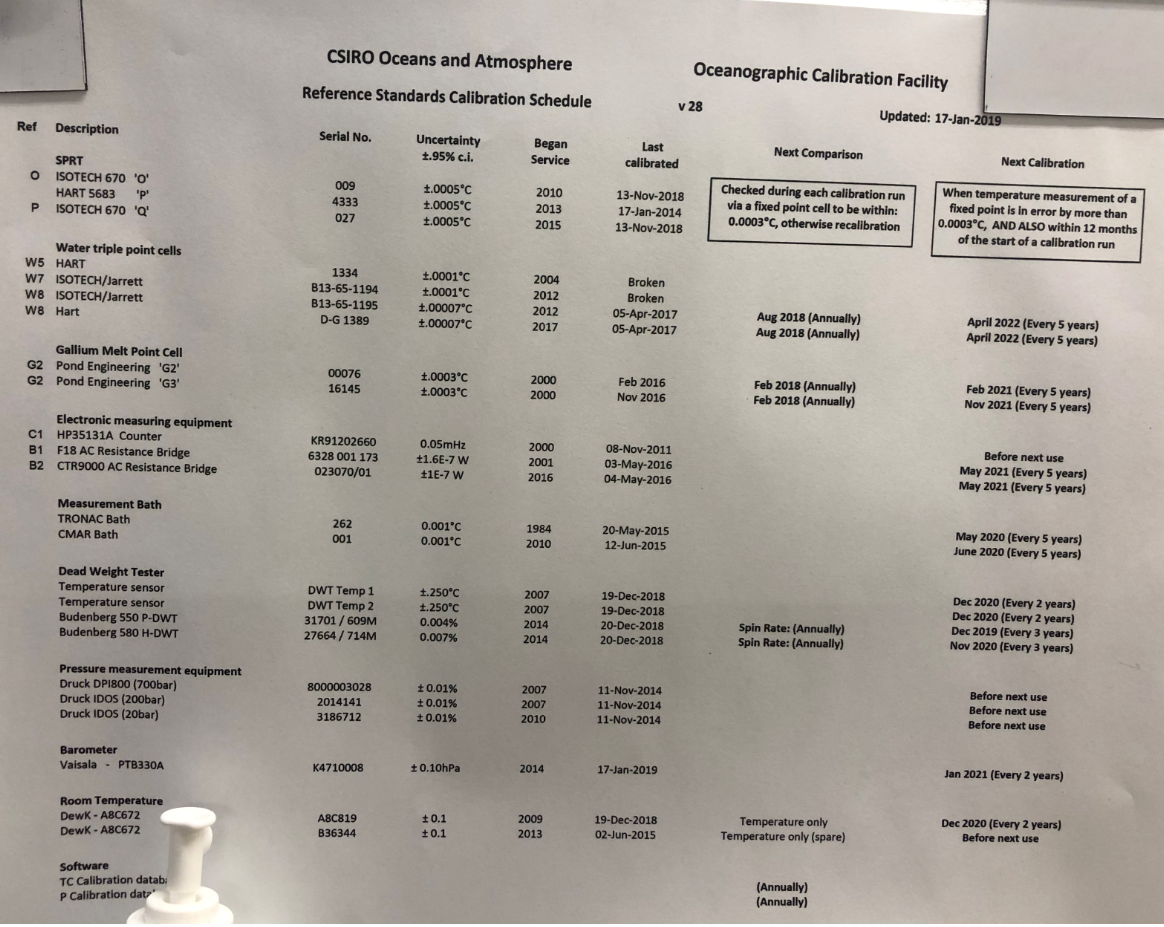 CSIRO Oceans and Atmosphere Oceanographic Calibration Facility
Reference Standards Calibration Schedule v 28 Updated: 17-Jan-2019
Ref Description Serial No. Uncertainty ±.95% c.i. Began Service Last calibrated Next Comparison Next Calibration
SPRT
O ISOTECH 670 'O' 009 ±.0005°C 2010 13-Nov-2018
HART 5683 'P' 4333 ±.0005°C 2013 17-Jan-2014
P ISOTECH 670 'Q' 027 ±.0005°C 2015 13-Nov-2018
Checked during each calibration run
via a fixed point cell to be within:
0.0003°C, otherwise recalibration
When temperature measurement of a
fixed point is in error by more than
0.0003°C, AND ALSO within 12 months
of the start of a calibration run
Water triple point cells
W5 HART 1334 ±.0001°C 2004 Broken
W7 ISOTECH/Jarrett B13-65-1194 ±.0001°C 2012 Broken
W8 ISOTECH/Jarrett B13-65-1195 ±.00007°C 2012 05-Apr-2017 Aug 2018 (Annually) April 2022 (Every 5 years)
W8 Hart D-G 1389 ±.00007°C 2017 05-Apr-2017 Aug 2018 (Annually) April 2022 (Every 5 years)
Gallium Melt Point Cell
G2 Pond Engineering 'G2' 00076 ±.0003°C 2000 Feb 2016 Feb 2018 (Annually) Feb 2021 (Every 5 years)
G2 Pond Engineering 'G3' 16145 ±.0003°C 2000 Nov 2016 Feb 2018 (Annually) Nov 2021 (Every 5 years)
Electronic measuring equipment
C1 HP35131A Counter KR91202660 0.05mHz 2000 08-Nov-2011 Before next use
B1 F18 AC Resistance Bridge 6328 001 173 ±1.6E-7 W 2001 03-May-2016 May 2021 (Every 5 years)
B2 CTR9000 AC Resistance Bridge 023070/01 ±1E-7 W 2016 04-May-2016 May 2021 (Every 5 years)
Measurement Bath
TRONAC Bath 262 0.001°C 1984 20-May-2015 May 2020 (Every 5 years)
CMAR Bath 001 0.001°C 2010 12-Jun-2015 June 2020 (Every 5 years)
Dead Weight Tester
Temperature sensor DWT Temp 1 ±.250°C 2007 19-Dec-2018 Dec 2020 (Every 2 years)
Temperature sensor DWT Temp 2 ±.250°C 2007 19-Dec-2018 Dec 2020 (Every 2 years)
Budenberg 550 P-DWT 31701 / 609M 0.004% 2014 20-Dec-2018 Spin Rate: (Annually) Dec 2019 (Every 3 years)
Budenberg 580 H-DWT 27664 / 714M 0.007% 2014 20-Dec-2018 Spin Rate: (Annually) Nov 2020 (Every 3 years)
Pressure measurement equipment
Druck DPI800 (700bar) 8000003028 ± 0.01% 2007 11-Nov-2014 Before next use
Druck IDOS (200bar) 2014141 ± 0.01% 2007 11-Nov-2014 Before next use
Druck IDOS (20bar) 3186712 ± 0.01% 2010 11-Nov-2014 Before next use
Barometer
Vaisala - PTB330A K4710008 ± 0.10hPa 2014 17-Jan-2019 Jan 2021 (Every 2 years)
Room Temperature
DewK - A8C672 A8C819 ± 0.1 2009 19-Dec-2018 Temperature only Dec 2020 (Every 2 years)
DewK - A8C672 B36344 ± 0.1 2013 02-Jun-2015 Temperature only (spare) Before next use
Software
TC Calibration (Annually)
P Calibration (Annually)